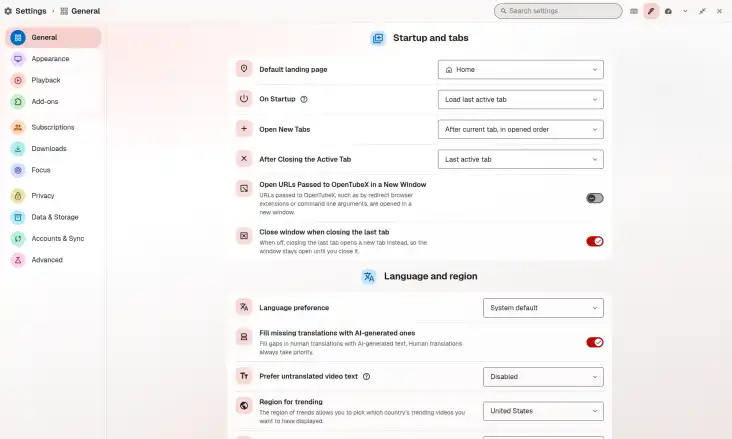 Settings > General
Search settings
General
Appearance
Playback
Add-ons
Subscriptions
Downloads
Focus
Privacy
Data & Storage
Accounts & Sync
Advanced
Startup and tabs
Default landing page
Home
On Startup
Load last active tab
Open New Tabs
After current tab, in opened order
After Closing the Active Tab
Last active tab
Open URLs Passed to OpenTubeX in a New Window
URLs passed to OpenTubeX, such as by redirect browser
extensions or command line arguments, are opened in a
new window.
Close window when closing the last tab
When off, closing the last tab opens a new tab instead, so the
window stays open until you close it.
Language and region
Language preference
System default
Fill missing translations with AI-generated ones
Fill gaps in human translations with AI-generated text. Human translations
always take priority.
Prefer untranslated video text
Disabled
Region for trending
The region of trends allows you to pick which country's trending videos you
want to have displayed.
United States